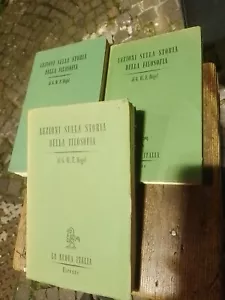 LEZIONI SULLA STORIA
DELLA FILOSOFIA
di G. G. F. Hegel
LEZIONI SULLA STORIA
DELLA FILOSOFIA
di G. G. F. Hegel
ITALIA
LEZIONI SULLA STORIA
DELLA FILOSOFIA
di G. G. F. Hegel
LA NUOVA ITALIA
Firenze